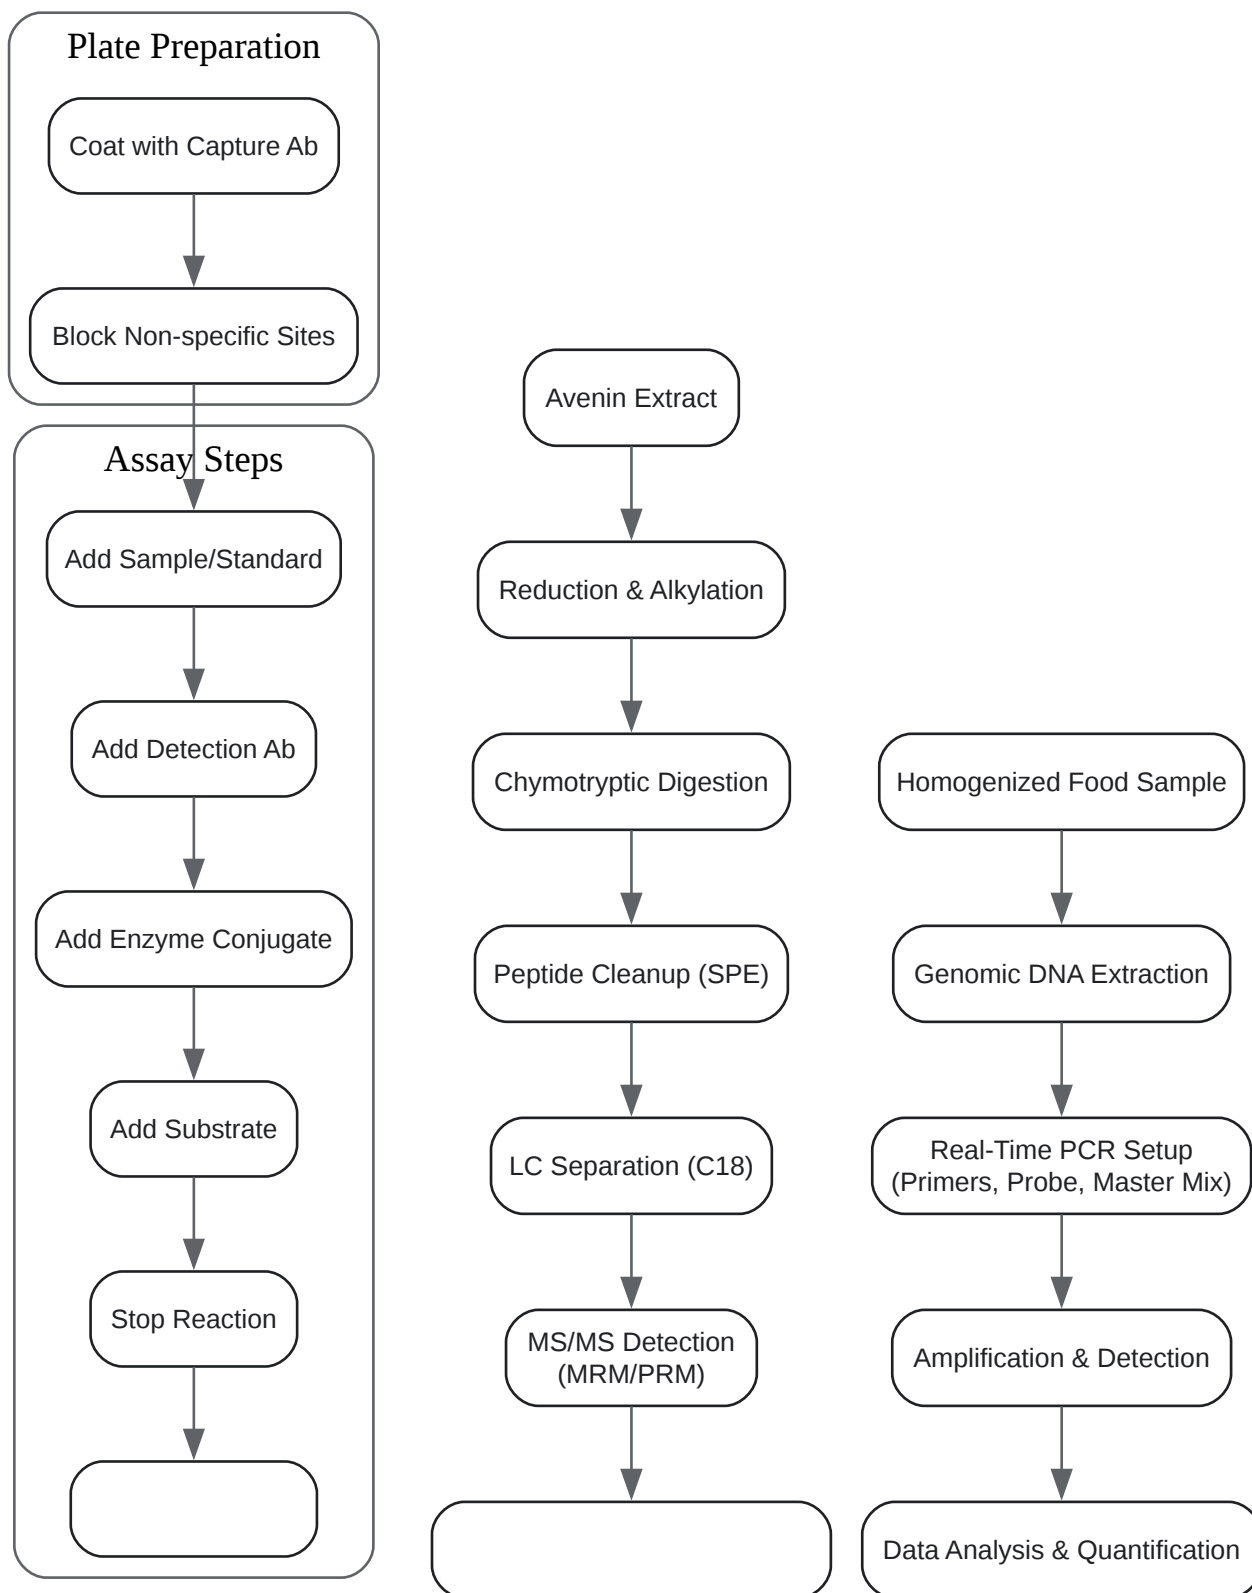 Plate Preparation
Coat with Capture Ab
Block Non-specific Sites
Assay Steps
Add Sample/Standard
Add Detection Ab
Add Enzyme Conjugate
Add Substrate
Stop Reaction
Avenin Extract
Reduction & Alkylation
Chymotryptic Digestion
Peptide Cleanup (SPE)
LC Separation (C18)
MS/MS Detection
(MRM/PRM)
Homogenized Food Sample
Genomic DNA Extraction
Real-Time PCR Setup
(Primers, Probe, Master Mix)
Amplification & Detection
Data Analysis & Quantification